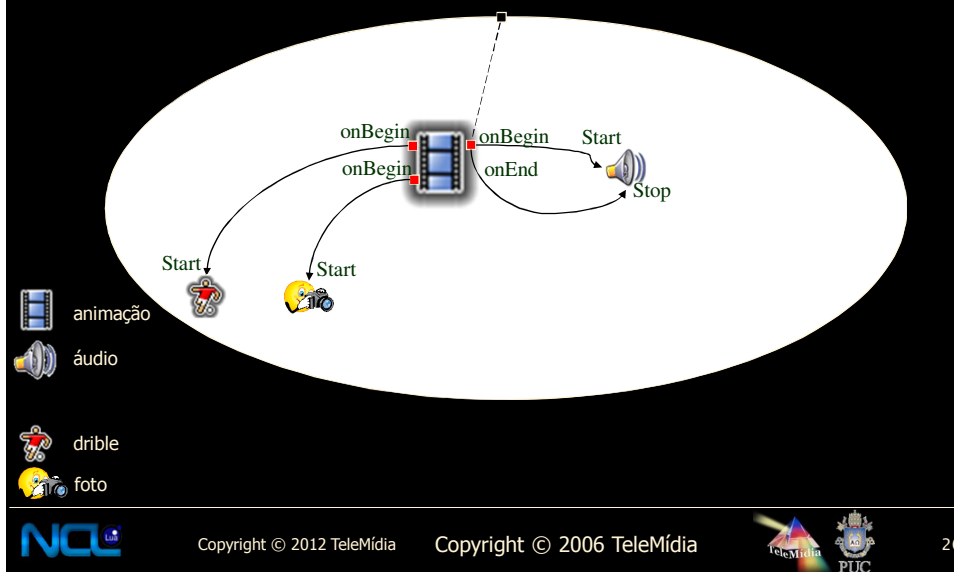 onBegin
onBegin
Start
onBegin
onEnd
Stop
Start
Start
animação
áudio
drible
foto
NCL
Lua
Copyright © 2012 TeleMídia
Copyright © 2006 TeleMídia
TeleMídia
PUC